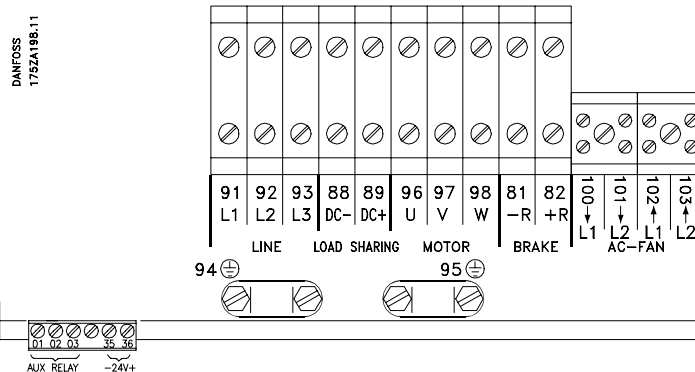 DANFOSS
175ZA198.11
91 92 93 88 89 96 97 98 81 82
L1 L2 L3 DC- DC+ U V W -R +R
LINE LOAD SHARING MOTOR BRAKE
100 101 102 103
L1 L2 L1 L2
AC-FAN
94 95
01 02 03 35 36
AUX RELAY -24V+